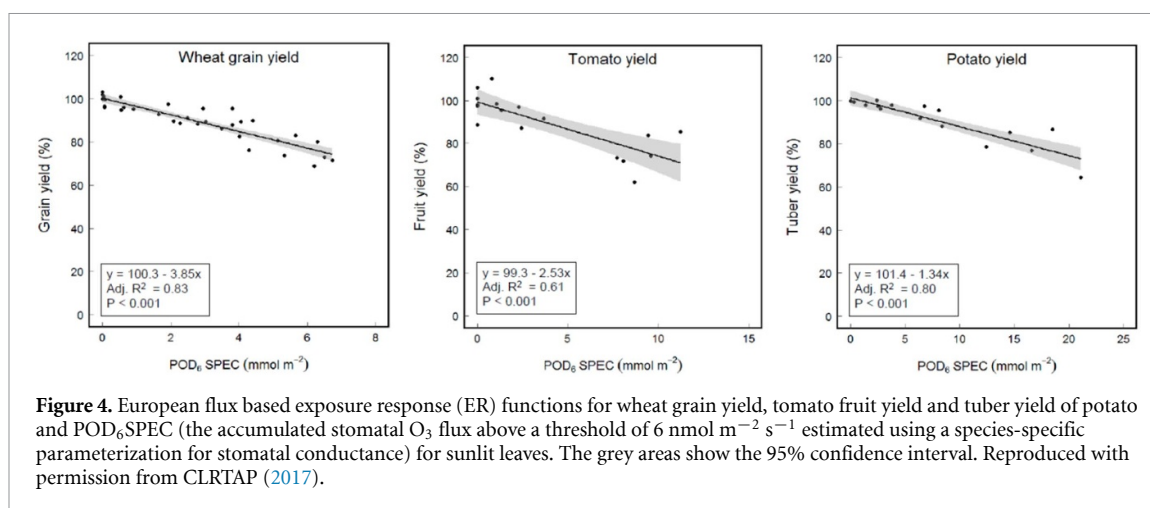 Wheat grain yield
120
100
80
60
40
20
0
Grain yield (%)
y = 100.3 - 3.85x
Adj. R² = 0.83
P < 0.001
0 2 4 6 8
POD₆ SPEC (mmol m⁻²)
Tomato yield
120
100
80
60
40
20
0
Fruit yield (%)
y = 99.3 - 2.53x
Adj. R² = 0.61
P < 0.001
0 5 10 15
POD₆ SPEC (mmol m⁻²)
Potato yield
120
100
80
60
40
20
0
Tuber yield (%)
y = 101.4 - 1.34x
Adj. R² = 0.80
P < 0.001
0 5 10 15 20 25
POD₆ SPEC (mmol m⁻²)
Figure 4. European flux based exposure response (ER) functions for wheat grain yield, tomato fruit yield and tuber yield of potato
and POD₆SPEC (the accumulated stomatal O₃ flux above a threshold of 6 nmol m⁻² s⁻¹ estimated using a species-specific
parameterization for stomatal conductance) for sunlit leaves. The grey areas show the 95% confidence interval. Reproduced with
permission from CLRTAP (2017).